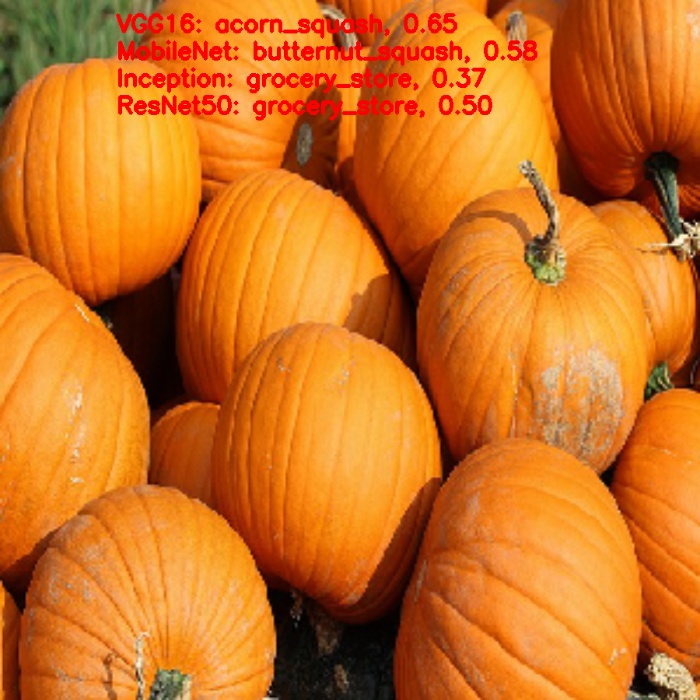 VGG16: acorn_squash, 0.65
MobileNet: butternut_squash, 0.58
Inception: grocery_store, 0.37
ResNet50: grocery_store, 0.50